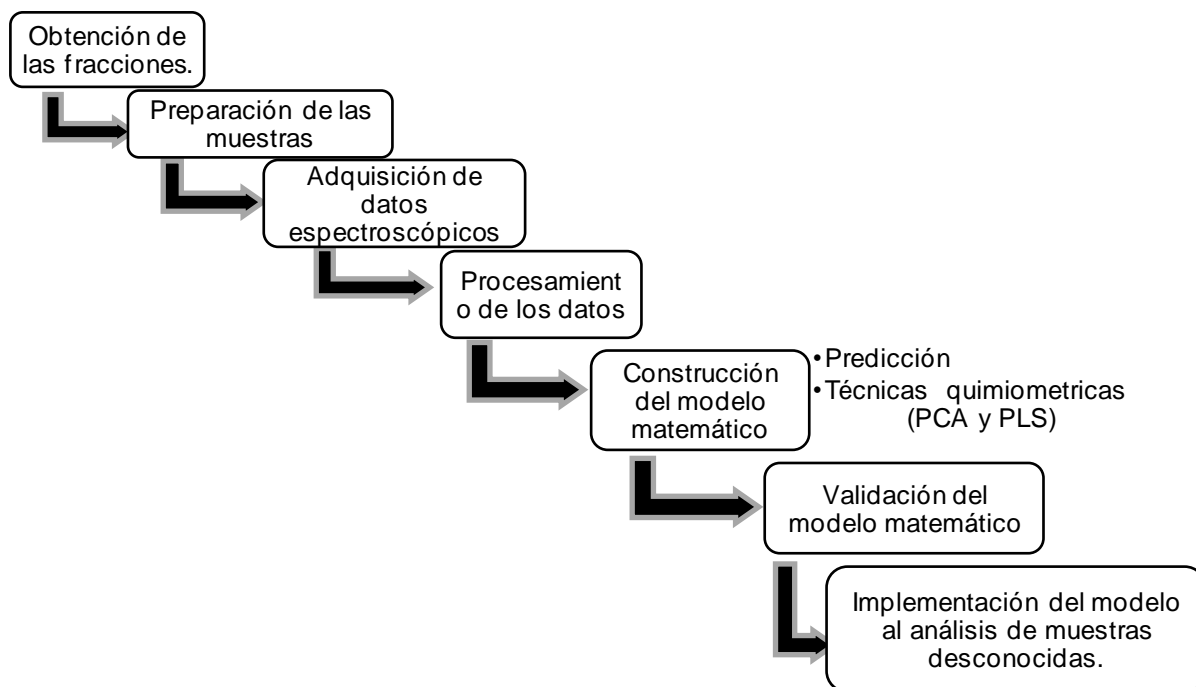 Obtención de
las fracciones.
Preparación de las
muestras
Adquisición de
datos
espectroscópicos
Procesamient
o de los datos
Construcción
del modelo
matemático
•Predicción
•Técnicas quimiometricas
(PCA y PLS)
Validación del
modelo matemático
Implementación del modelo
al análisis de muestras
desconocidas.